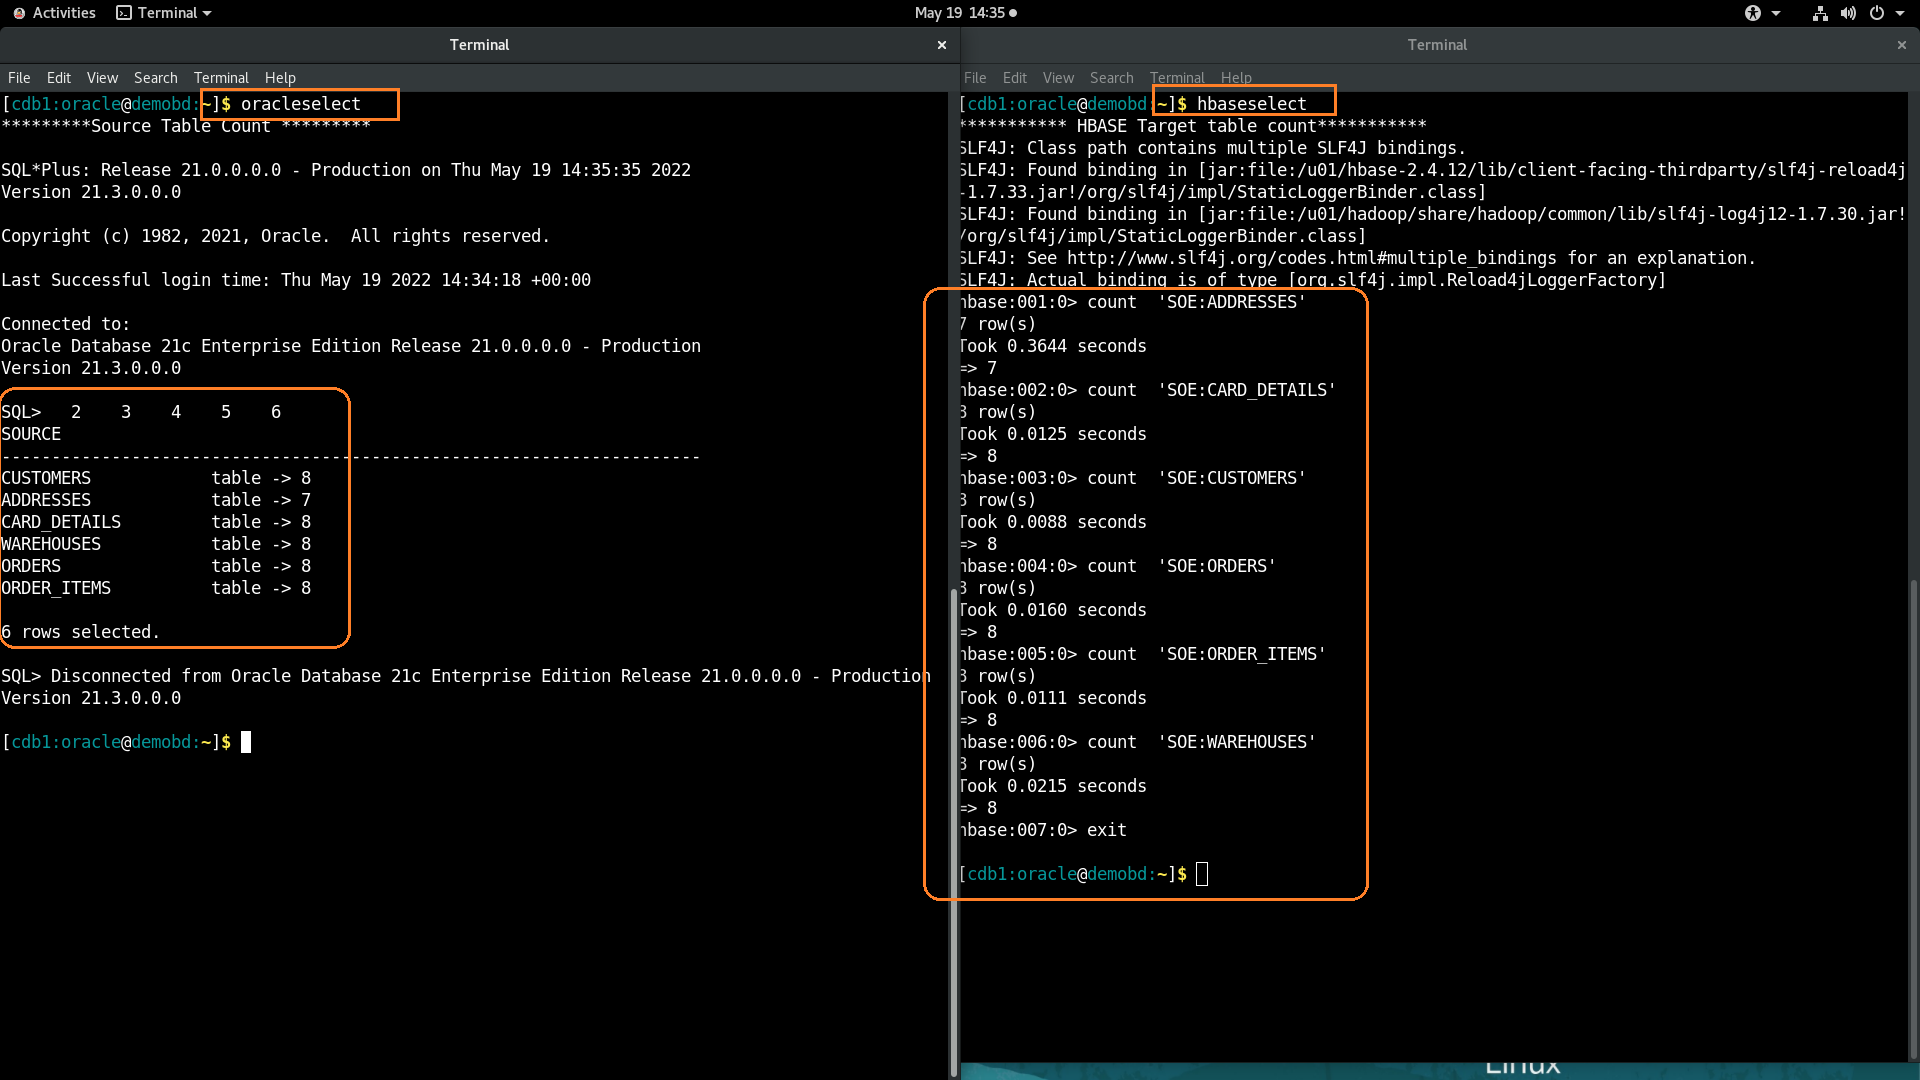 Activities Terminal May 19 14:35
Terminal
File Edit View Search Terminal Help
[cdb1:oracle@demobd:~]$ oracleselect
*********Source Table Count *********
SQL*Plus: Release 21.0.0.0.0 - Production on Thu May 19 14:35:35 2022
Version 21.3.0.0.0
Copyright (c) 1982, 2021, Oracle.  All rights reserved.
Last Successful login time: Thu May 19 2022 14:34:18 +00:00
Connected to:
Oracle Database 21c Enterprise Edition Release 21.0.0.0.0 - Production
Version 21.3.0.0.0
SQL>   2    3    4    5    6
SOURCE
----------------------------------------------------------------------
CUSTOMERS            table -> 8
ADDRESSES            table -> 7
CARD_DETAILS         table -> 8
WAREHOUSES           table -> 8
ORDERS               table -> 8
ORDER_ITEMS          table -> 8
6 rows selected.
SQL> Disconnected from Oracle Database 21c Enterprise Edition Release 21.0.0.0.0 - Production
Version 21.3.0.0.0
[cdb1:oracle@demobd:~]$
Terminal
File Edit View Search Terminal Help
[cdb1:oracle@demobd:~]$ hbaseselect
*********** HBASE Target table count***********
SLF4J: Class path contains multiple SLF4J bindings.
SLF4J: Found binding in [jar:file:/u01/hbase-2.4.12/lib/client-facing-thirdparty/slf4j-reload4j
-1.7.33.jar!/org/slf4j/impl/StaticLoggerBinder.class]
SLF4J: Found binding in [jar:file:/u01/hadoop/share/hadoop/common/lib/slf4j-log4j12-1.7.30.jar!
/org/slf4j/impl/StaticLoggerBinder.class]
SLF4J: See http://www.slf4j.org/codes.html#multiple_bindings for an explanation.
SLF4J: Actual binding is of type [org.slf4j.impl.Reload4jLoggerFactory]
hbase:001:0> count  'SOE:ADDRESSES'
7 row(s)
Took 0.3644 seconds
=> 7
hbase:002:0> count  'SOE:CARD_DETAILS'
8 row(s)
Took 0.0125 seconds
=> 8
hbase:003:0> count  'SOE:CUSTOMERS'
8 row(s)
Took 0.0088 seconds
=> 8
hbase:004:0> count  'SOE:ORDERS'
8 row(s)
Took 0.0160 seconds
=> 8
hbase:005:0> count  'SOE:ORDER_ITEMS'
8 row(s)
Took 0.0111 seconds
=> 8
hbase:006:0> count  'SOE:WAREHOUSES'
8 row(s)
Took 0.0215 seconds
=> 8
hbase:007:0> exit
[cdb1:oracle@demobd:~]$
Linux